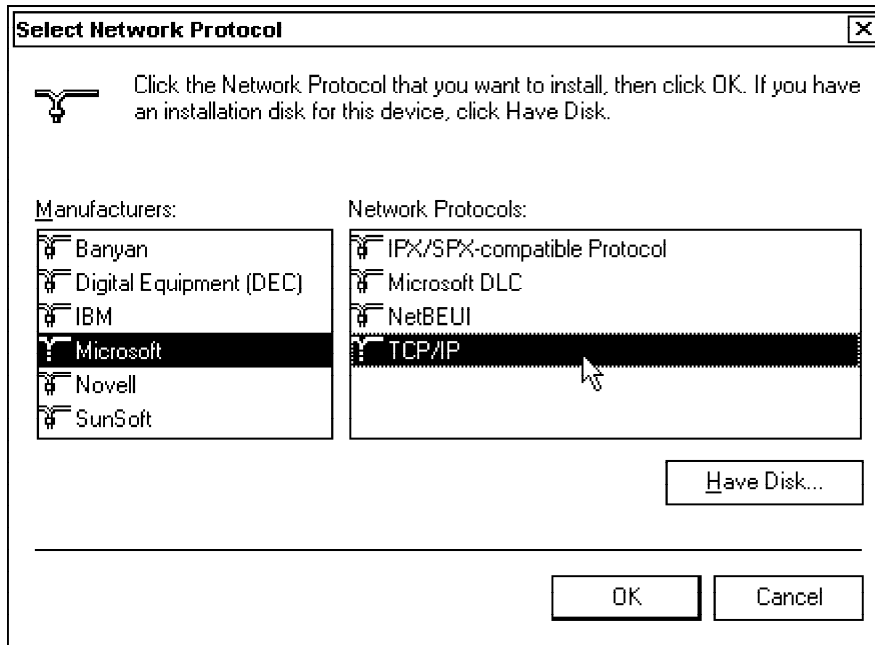 Select Network Protocol
Click the Network Protocol that you want to install, then click OK. If you have
an installation disk for this device, click Have Disk.
Manufacturers:
Banyan
Digital Equipment (DEC)
IBM
Microsoft
Novell
SunSoft
Network Protocols:
IPX/SPX-compatible Protocol
Microsoft DLC
NetBEUI
TCP/IP
Have Disk...
OK
Cancel